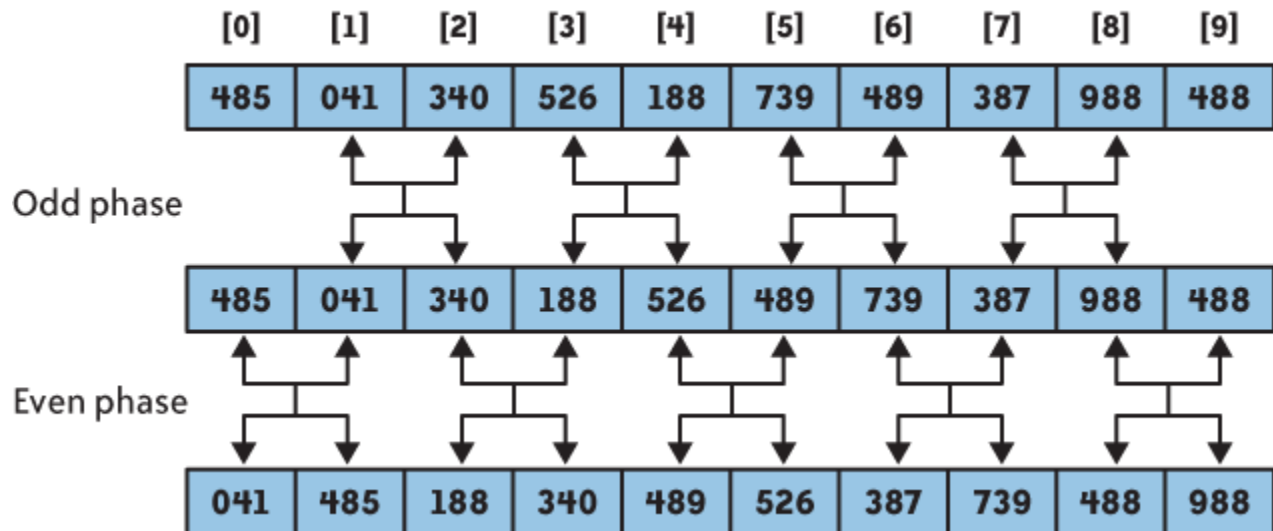 [0] [1] [2] [3] [4] [5] [6] [7] [8] [9]
485 041 340 526 188 739 489 387 988 488
Odd phase
485 041 340 188 526 489 739 387 988 488
Even phase
041 485 188 340 489 526 387 739 488 988